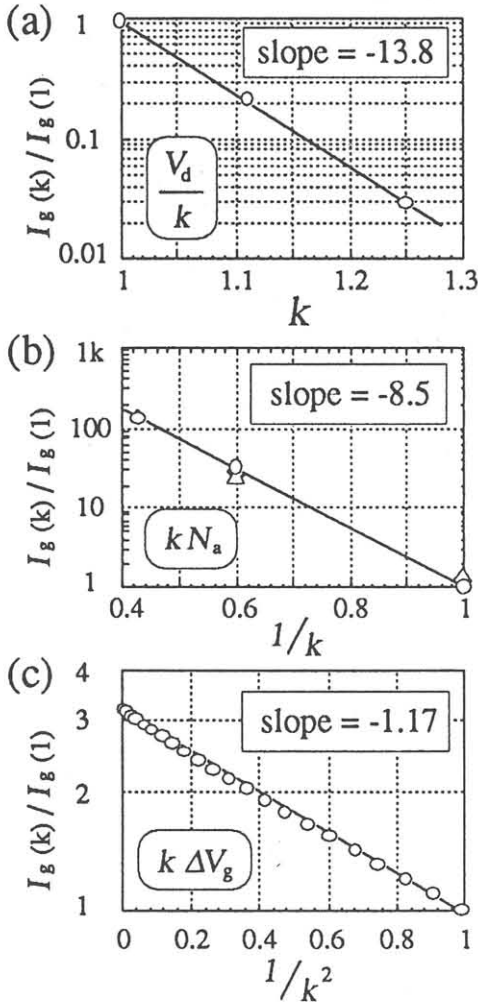 (a)
I_g(k)/I_g(1)
1
0.1
0.01
slope = -13.8
V_d
k
1
1.1
1.2
1.3
k
(b)
I_g(k)/I_g(1)
1k
100
10
1
slope = -8.5
k N_a
0.4
0.6
0.8
1
1/k
(c)
I_g(k)/I_g(1)
4
3
2
1
slope = -1.17
k ΔV_g
0
0.2
0.4
0.6
0.8
1
1/k²